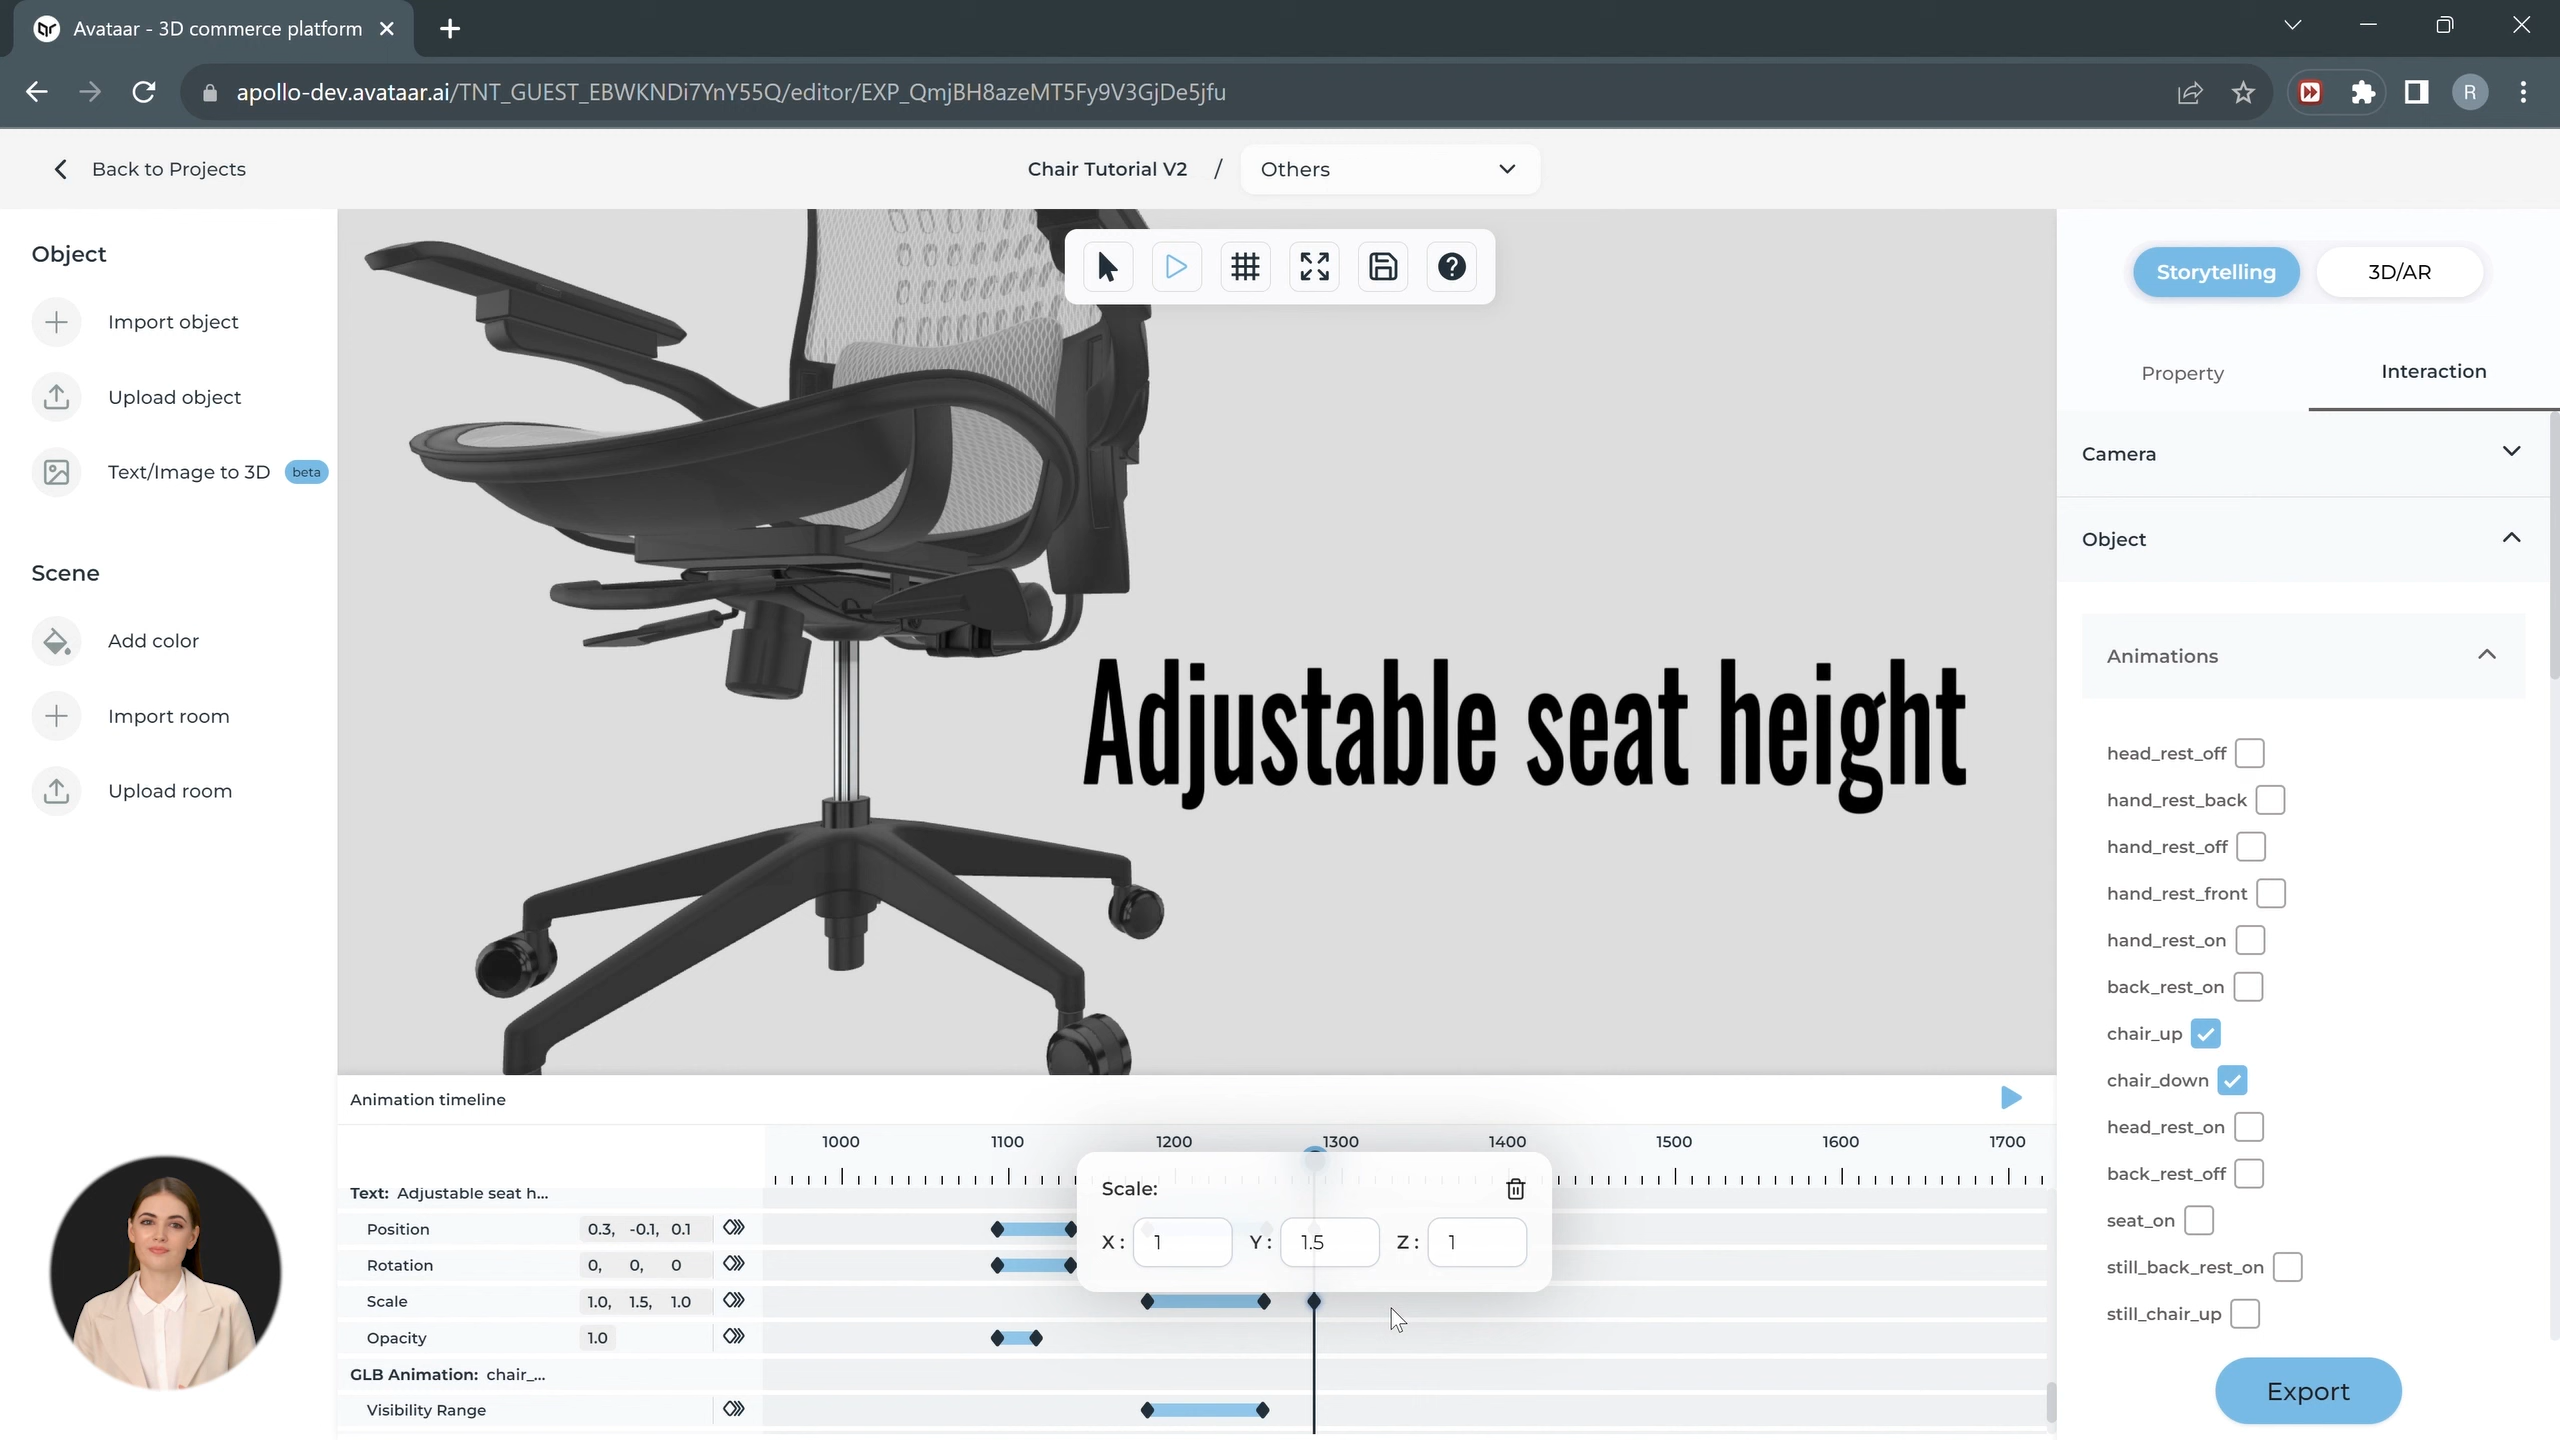 Avataar - 3D commerce platform
apollo-dev.avataar.ai/TNT_GUEST_EBWKNDi7YnY55Q/editor/EXP_QmjBH8azeMT5Fy9V3GjDe5jfu
R
Back to Projects
Chair Tutorial V2 / Others
Object
Import object
Upload object
Text/Image to 3D beta
Scene
Add color
Import room
Upload room
Adjustable seat height
Storytelling
3D/AR
Property
Interaction
Camera
Object
Animations
head_rest_off
hand_rest_back
hand_rest_off
hand_rest_front
hand_rest_on
back_rest_on
chair_up
chair_down
head_rest_on
back_rest_off
seat_on
still_back_rest_on
still_chair_up
Export
Animation timeline
1000 1100 1200 1300 1400 1500 1600 1700
Text: Adjustable seat h...
Position 0.3, -0.1, 0.1
Rotation 0, 0, 0
Scale 1.0, 1.5, 1.0
Opacity 1.0
GLB Animation: chair_...
Visibility Range
Scale:
X: 1 Y: 1.5 Z: 1